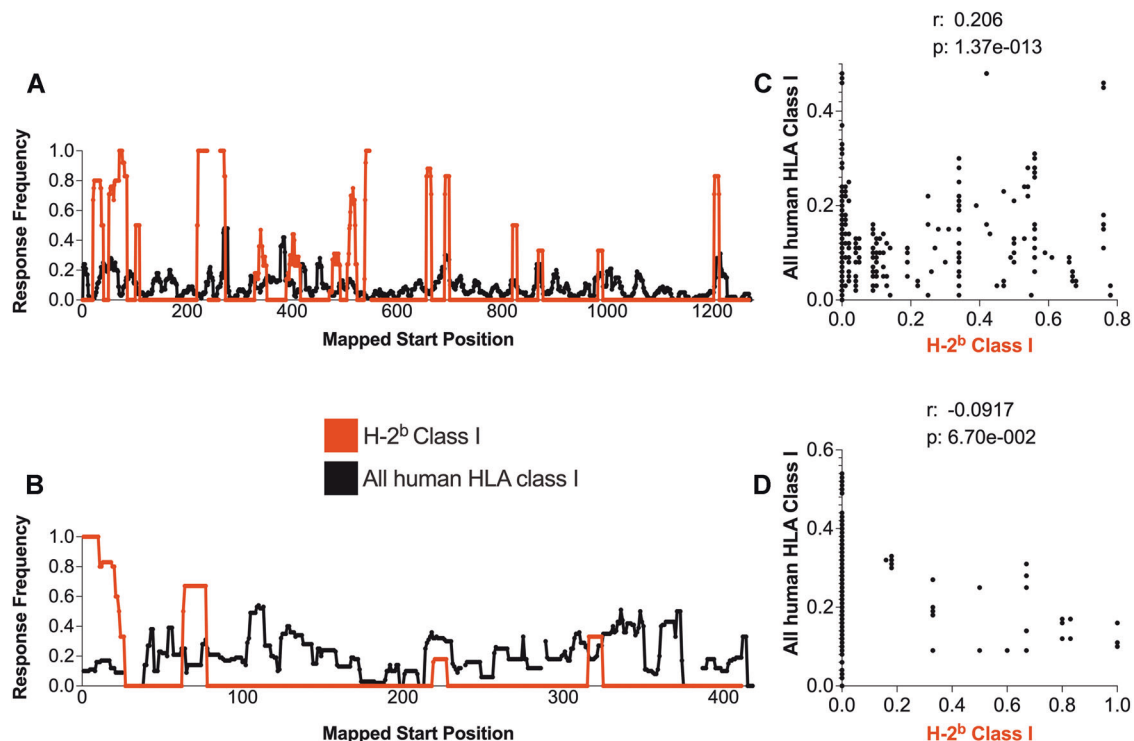 A
Response Frequency
1.0
0.8
0.6
0.4
0.2
0.0
0 200 400 600 800 1000 1200
Mapped Start Position
r: 0.206
p: 1.37e-013
C
All human HLA Class I
0.4
0.2
0.0
0.0 0.2 0.4 0.6 0.8
H-2ᵇ Class I
H-2ᵇ Class I
All human HLA class I
B
Response Frequency
1.0
0.8
0.6
0.4
0.2
0.0
0 100 200 300 400
Mapped Start Position
r: -0.0917
p: 6.70e-002
D
All human HLA Class I
0.6
0.4
0.2
0.0
0.0 0.2 0.4 0.6 0.8 1.0
H-2ᵇ Class I